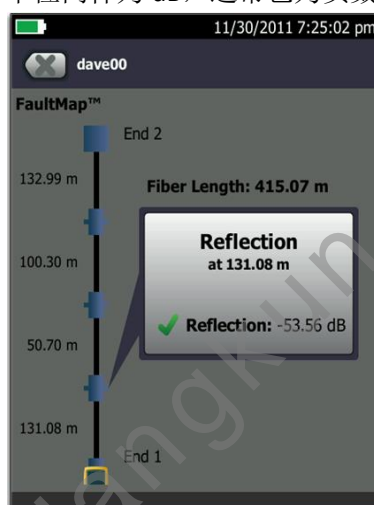 11/30/2011 7:25:02 pm
dave00
FaultMap™
End 2
132.99 m
Fiber Length: 415.07 m
Reflection
at 131.08 m
100.30 m
Reflection: -53.56 dB
50.70 m
131.08 m
End 1